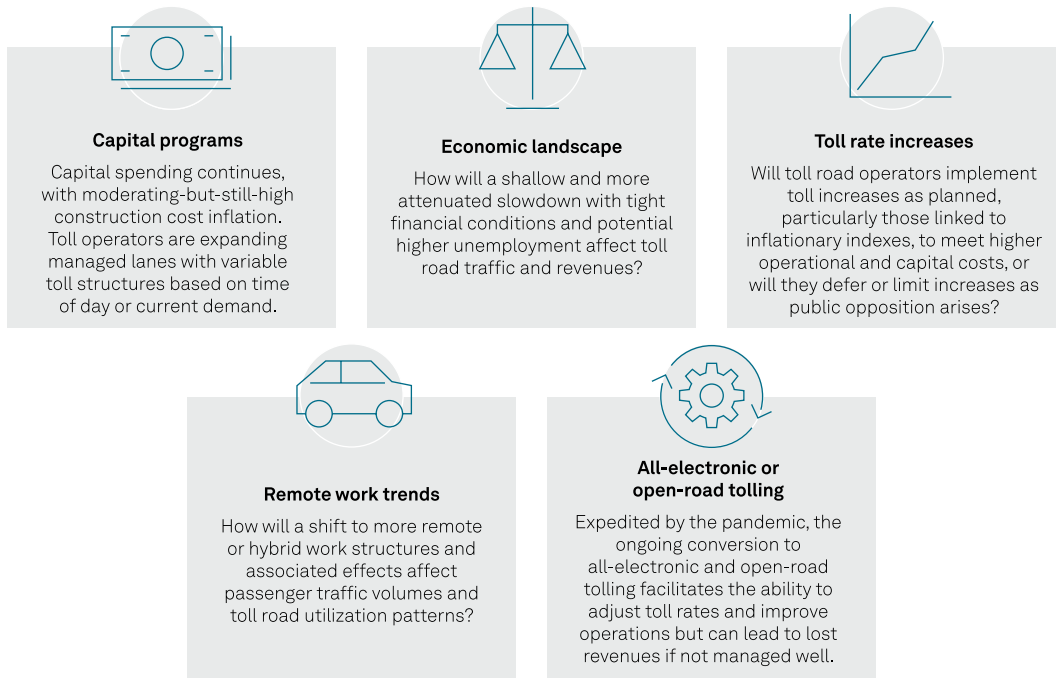 Capital programs
Capital spending continues,
with moderating-but-still-high
construction cost inflation.
Toll operators are expanding
managed lanes with variable
toll structures based on time
of day or current demand.
Economic landscape
How will a shallow and more
attenuated slowdown with tight
financial conditions and potential
higher unemployment affect toll
road traffic and revenues?
Toll rate increases
Will toll road operators implement
toll increases as planned,
particularly those linked to
inflationary indexes, to meet higher
operational and capital costs, or
will they defer or limit increases as
public opposition arises?
Remote work trends
How will a shift to more remote
or hybrid work structures and
associated effects affect
passenger traffic volumes and
toll road utilization patterns?
All-electronic or
open-road tolling
Expedited by the pandemic, the
ongoing conversion to
all-electronic and open-road
tolling facilitates the ability to
adjust toll rates and improve
operations but can lead to lost
revenues if not managed well.